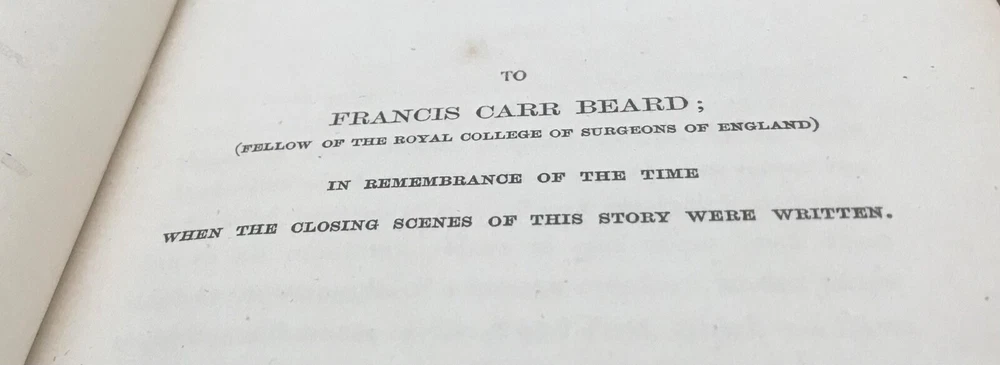 TO
FRANCIS CARR BEARD;
(FELLOW OF THE ROYAL COLLEGE OF SURGEONS OF ENGLAND)
IN REMEMBRANCE OF THE TIME
WHEN THE CLOSING SCENES OF THIS STORY WERE WRITTEN.